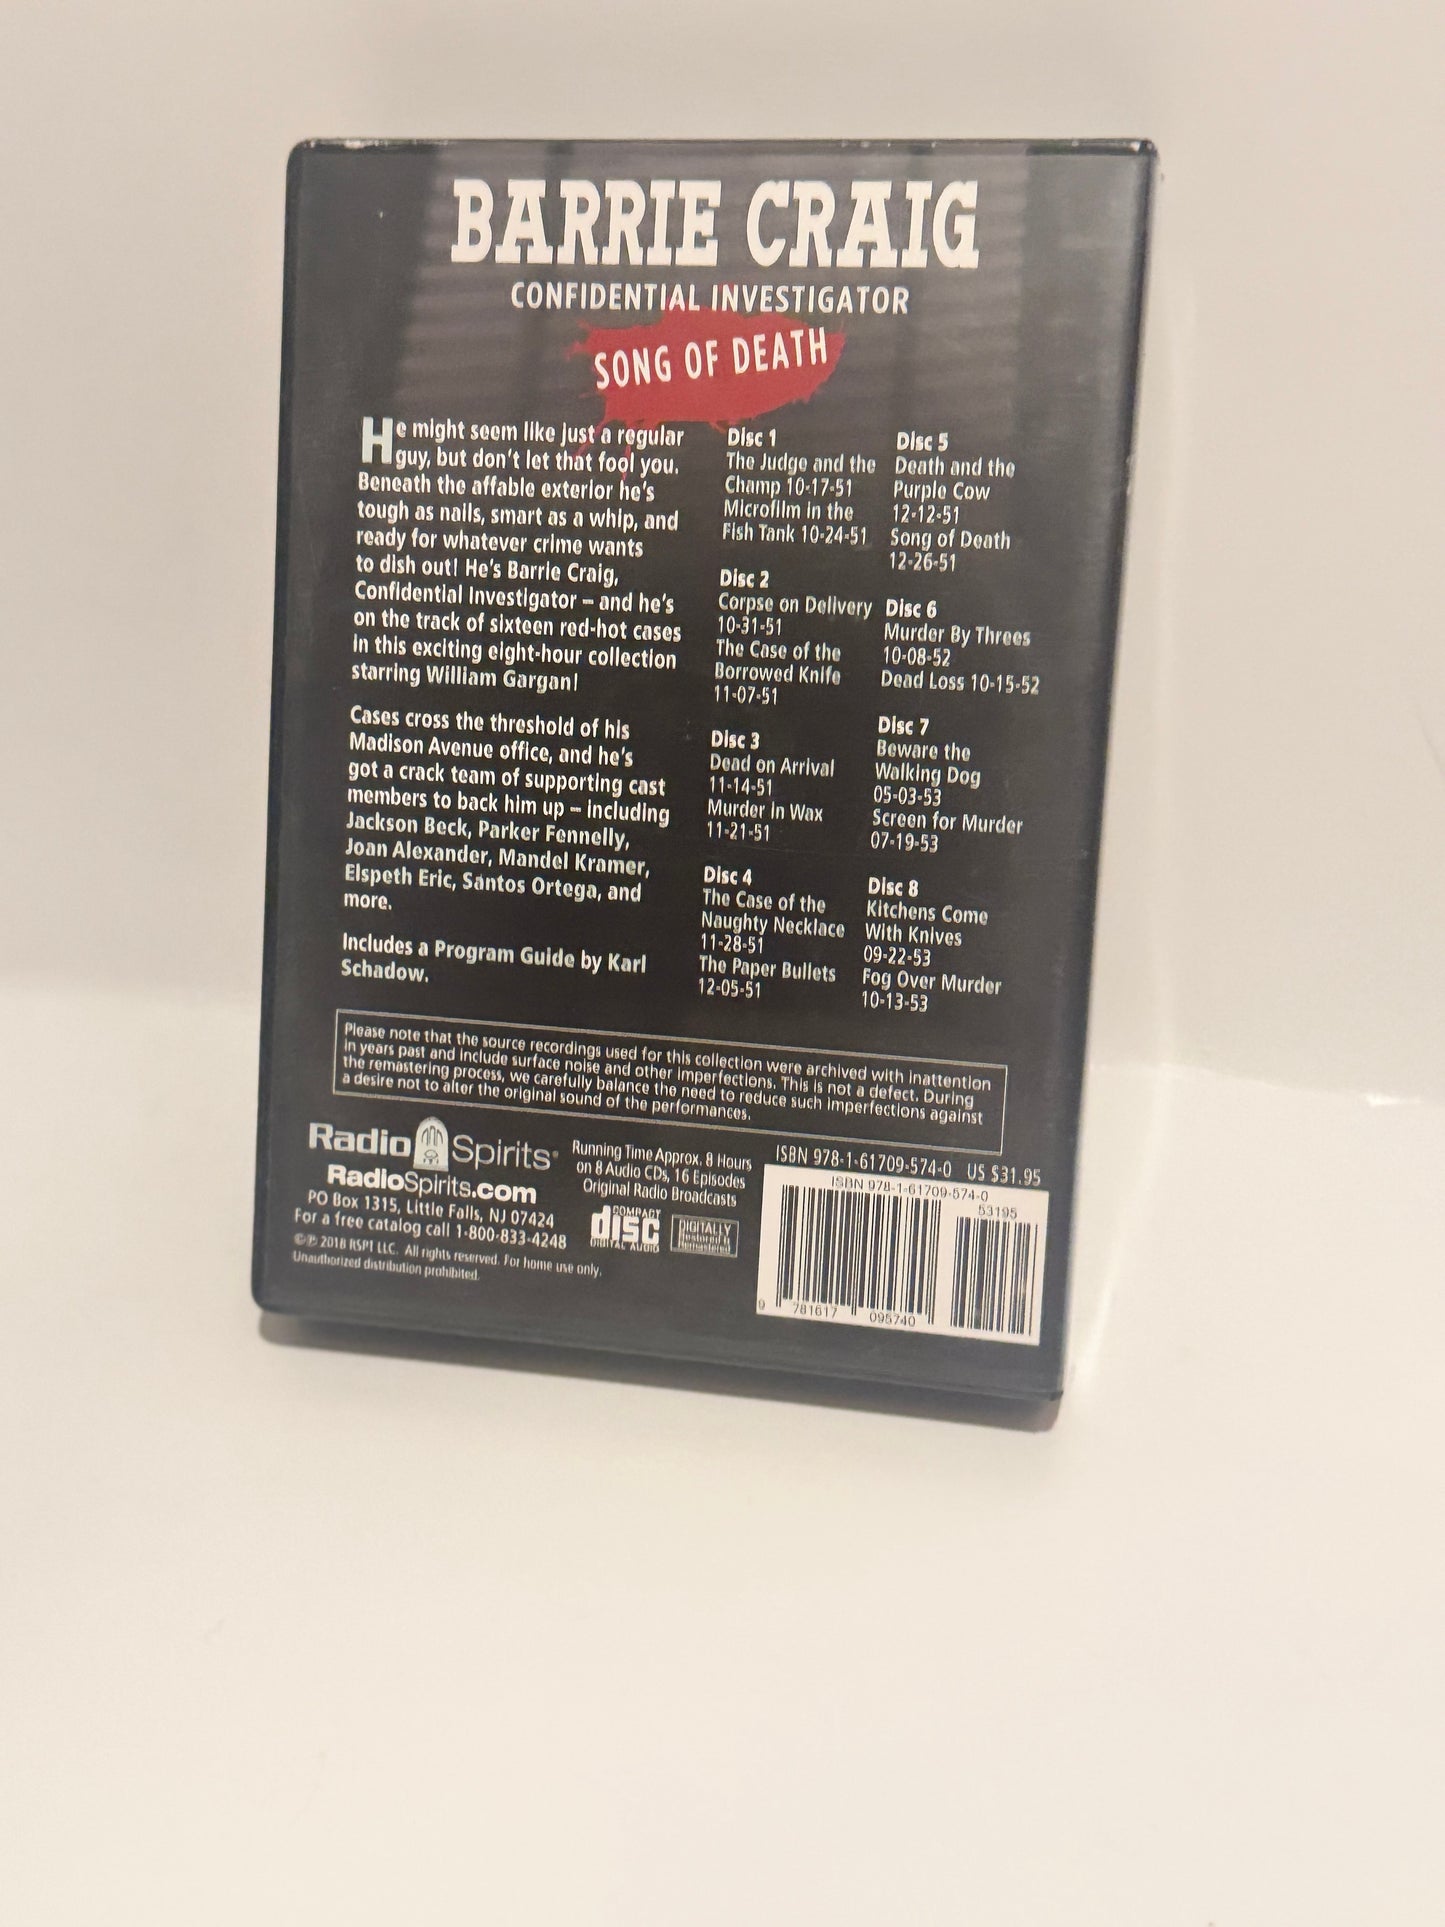 BARRIE CRAIG
CONFIDENTIAL INVESTIGATOR
SONG OF DEATH
He might seem like just a regular
guy, but don't let that fool you.
Beneath the affable exterior he's
tough as nails, smart as a whip, and
ready for whatever crime wants
to dish out! He's Barrie Craig,
Confidential Investigator – and he's
on the track of sixteen red-hot cases
in this exciting eight-hour collection
starring William Gargan!
Cases cross the threshold of his
Madison Avenue office, and he's
got a crack team of supporting cast
members to back him up – including
Jackson Beck, Parker Fennelly,
Joan Alexander, Mandel Kramer,
Elspeth Eric, Santos Ortega, and
more.
Includes a Program Guide by Karl
Schadow.
Disc 1
The Judge and the
Champ 10-17-51
Microfilm in the
Fish Tank 10-24-51
Disc 2
Corpse on Delivery
10-31-51
The Case of the
Borrowed Knife
11-07-51
Disc 3
Dead on Arrival
11-14-51
Murder in Wax
11-21-51
Disc 4
The Case of the
Naughty Necklace
11-28-51
The Paper Bullets
12-05-51
Disc 5
Death and the
Purple Cow
12-12-51
Song of Death
12-26-51
Disc 6
Murder By Threes
10-08-52
Dead Loss 10-15-52
Disc 7
Beware the
Walking Dog
05-03-53
Screen for Murder
07-19-53
Disc 8
Kitchens Come
With Knives
09-22-53
Fog Over Murder
10-13-53
Please note that the source recordings used for this collection were archived with inattention
in years past and include surface noise and other imperfections. This is not a defect. During
the remastering process, we carefully balance the need to reduce such imperfections against
a desire not to alter the original sound of the performances.
Radio Spirits®
RadioSpirits.com
PO Box 1315, Little Falls, NJ 07424
For a free catalog call 1-800-833-4248
©℗ 2018 RSPT LLC. All rights reserved. For home use only.
Unauthorized distribution prohibited.
Running Time Approx. 8 Hours
on 8 Audio CDs, 16 Episodes
Original Radio Broadcasts
COMPACT
disc
DIGITAL AUDIO
DIGITALLY
Restored &
Remastered
ISBN 978-1-61709-574-0 US $31.95
ISBN 978-1-61709-574-0
53195
9 781617 095740